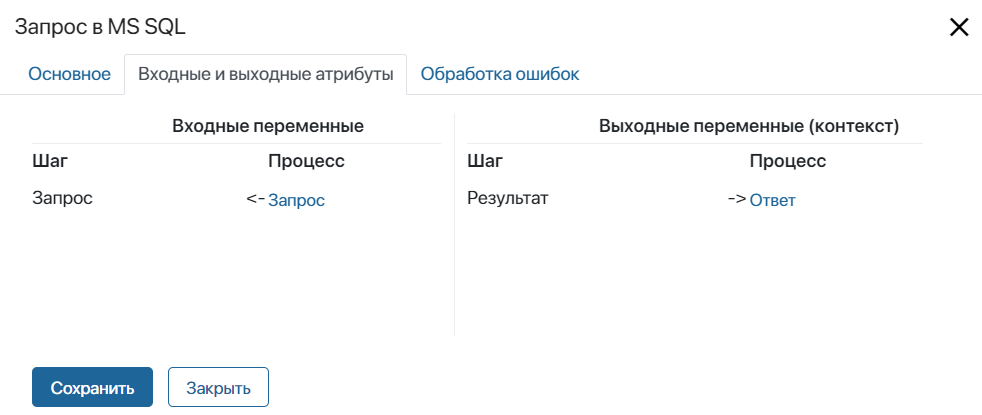 Запрос в MS SQL
Основное Входные и выходные атрибуты Обработка ошибок
Входные переменные Выходные переменные (контекст)
Шаг Процесс Шаг Процесс
Запрос <- Запрос Результат -> Ответ
Сохранить Закрыть